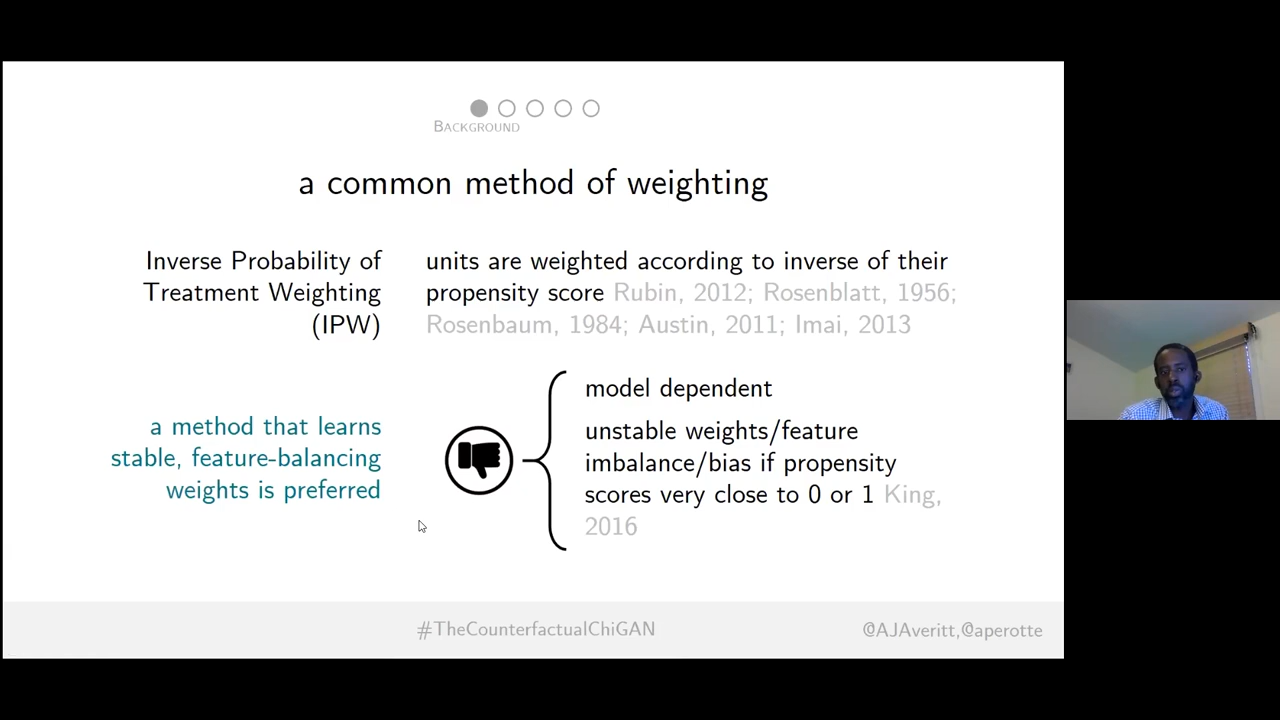 BACKGROUND
a common method of weighting
Inverse Probability of
Treatment Weighting
(IPW)
units are weighted according to inverse of their
propensity score Rubin, 2012; Rosenblatt, 1956;
Rosenbaum, 1984; Austin, 2011; Imai, 2013
a method that learns
stable, feature-balancing
weights is preferred
model dependent
unstable weights/feature
imbalance/bias if propensity
scores very close to 0 or 1 King,
2016
#TheCounterfactualChiGAN
@AJAveritt,@aperotte